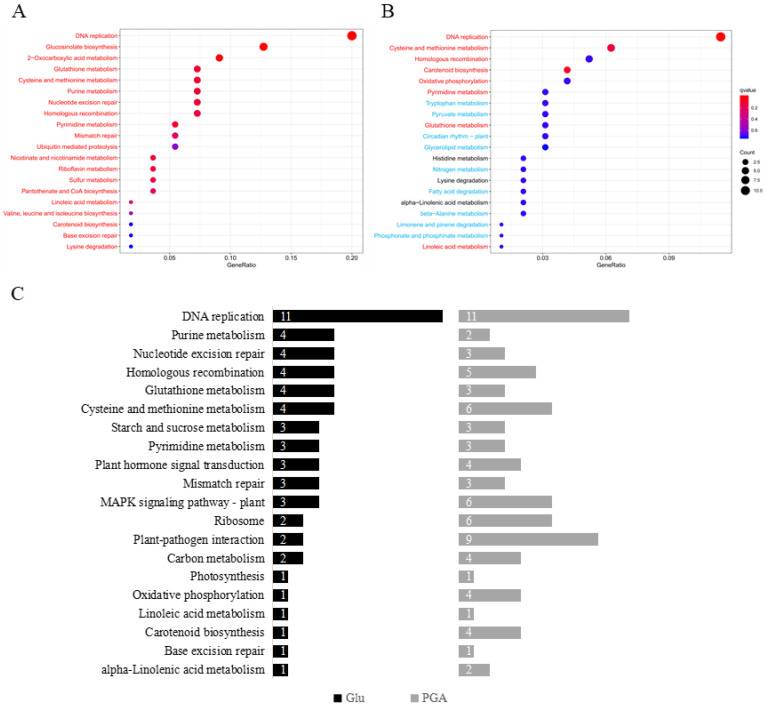 A
DNA replication
Glucosinolate biosynthesis
2-Oxocarboxylic acid metabolism
Glutathione metabolism
Cysteine and methionine metabolism
Purine metabolism
Nucleotide excision repair
Homologous recombination
Pyrimidine metabolism
Mismatch repair
Ubiquitin mediated proteolysis
Nicotinate and nicotinamide metabolism
Riboflavin metabolism
Sulfur metabolism
Pantothenate and CoA biosynthesis
Linoleic acid metabolism
Valine, leucine and isoleucine biosynthesis
Carotenoid biosynthesis
Base excision repair
Lysine degradation
0.05 0.10 0.15 0.20
GeneRatio
B
DNA replication
Cysteine and methionine metabolism
Homologous recombination
Carotenoid biosynthesis
Oxidative phosphorylation
Pyrimidine metabolism
Tryptophan metabolism
Pyruvate metabolism
Glutathione metabolism
Circadian rhythm - plant
Glycerolipid metabolism
Histidine metabolism
Nitrogen metabolism
Lysine degradation
Fatty acid degradation
alpha-Linolenic acid metabolism
beta-Alanine metabolism
Limonene and pinene degradation
Phosphonate and phosphinate metabolism
Linoleic acid metabolism
0.03 0.06 0.09
GeneRatio
qvalue
0.2
0.4
0.6
Count
2.5
5.0
7.5
10.0
C
DNA replication 11 11
Purine metabolism 4 2
Nucleotide excision repair 4 3
Homologous recombination 4 5
Glutathione metabolism 4 3
Cysteine and methionine metabolism 4 6
Starch and sucrose metabolism 3 3
Pyrimidine metabolism 3 3
Plant hormone signal transduction 3 4
Mismatch repair 3 3
MAPK signaling pathway - plant 3 6
Ribosome 2 6
Plant-pathogen interaction 2 9
Carbon metabolism 2 4
Photosynthesis 1 1
Oxidative phosphorylation 1 4
Linoleic acid metabolism 1 1
Carotenoid biosynthesis 1 4
Base excision repair 1 1
alpha-Linolenic acid metabolism 1 2
Glu PGA